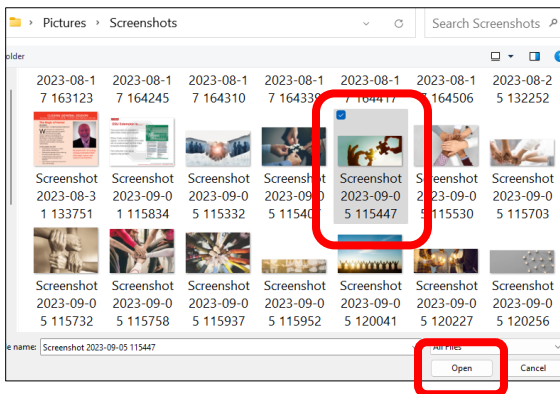 Pictures > Screenshots
Search Screenshots
older
2023-08-1 2023-08-1 2023-08-1 2023-08-1 2023-08-1 2023-08-1 2023-08-2
7 163123 7 164245 7 164310 7 164339 7 164417 7 164506 5 132252
Screenshot Screenshot Screenshot Screenshot Screenshot Screenshot Screenshot
2023-08-3 2023-09-0 2023-09-0 2023-09-0 2023-09-0 2023-09-0 2023-09-0
1 133751 1 115834 5 115332 5 115407 5 115447 5 115530 5 115703
Screenshot Screenshot Screenshot Screenshot Screenshot Screenshot Screenshot
2023-09-0 2023-09-0 2023-09-0 2023-09-0 2023-09-0 2023-09-0 2023-09-0
5 115732 5 115758 5 115937 5 115952 5 120041 5 120227 5 120256
e name: Screenshot 2023-09-05 115447 All Files
Open Cancel